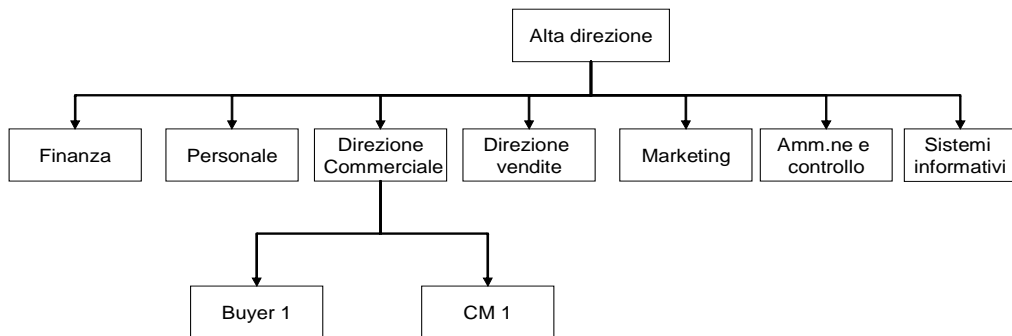 Alta direzione
Finanza
Personale
Direzione
Commerciale
Direzione
vendite
Marketing
Amm.ne e
controllo
Sistemi
informativi
Buyer 1
CM 1